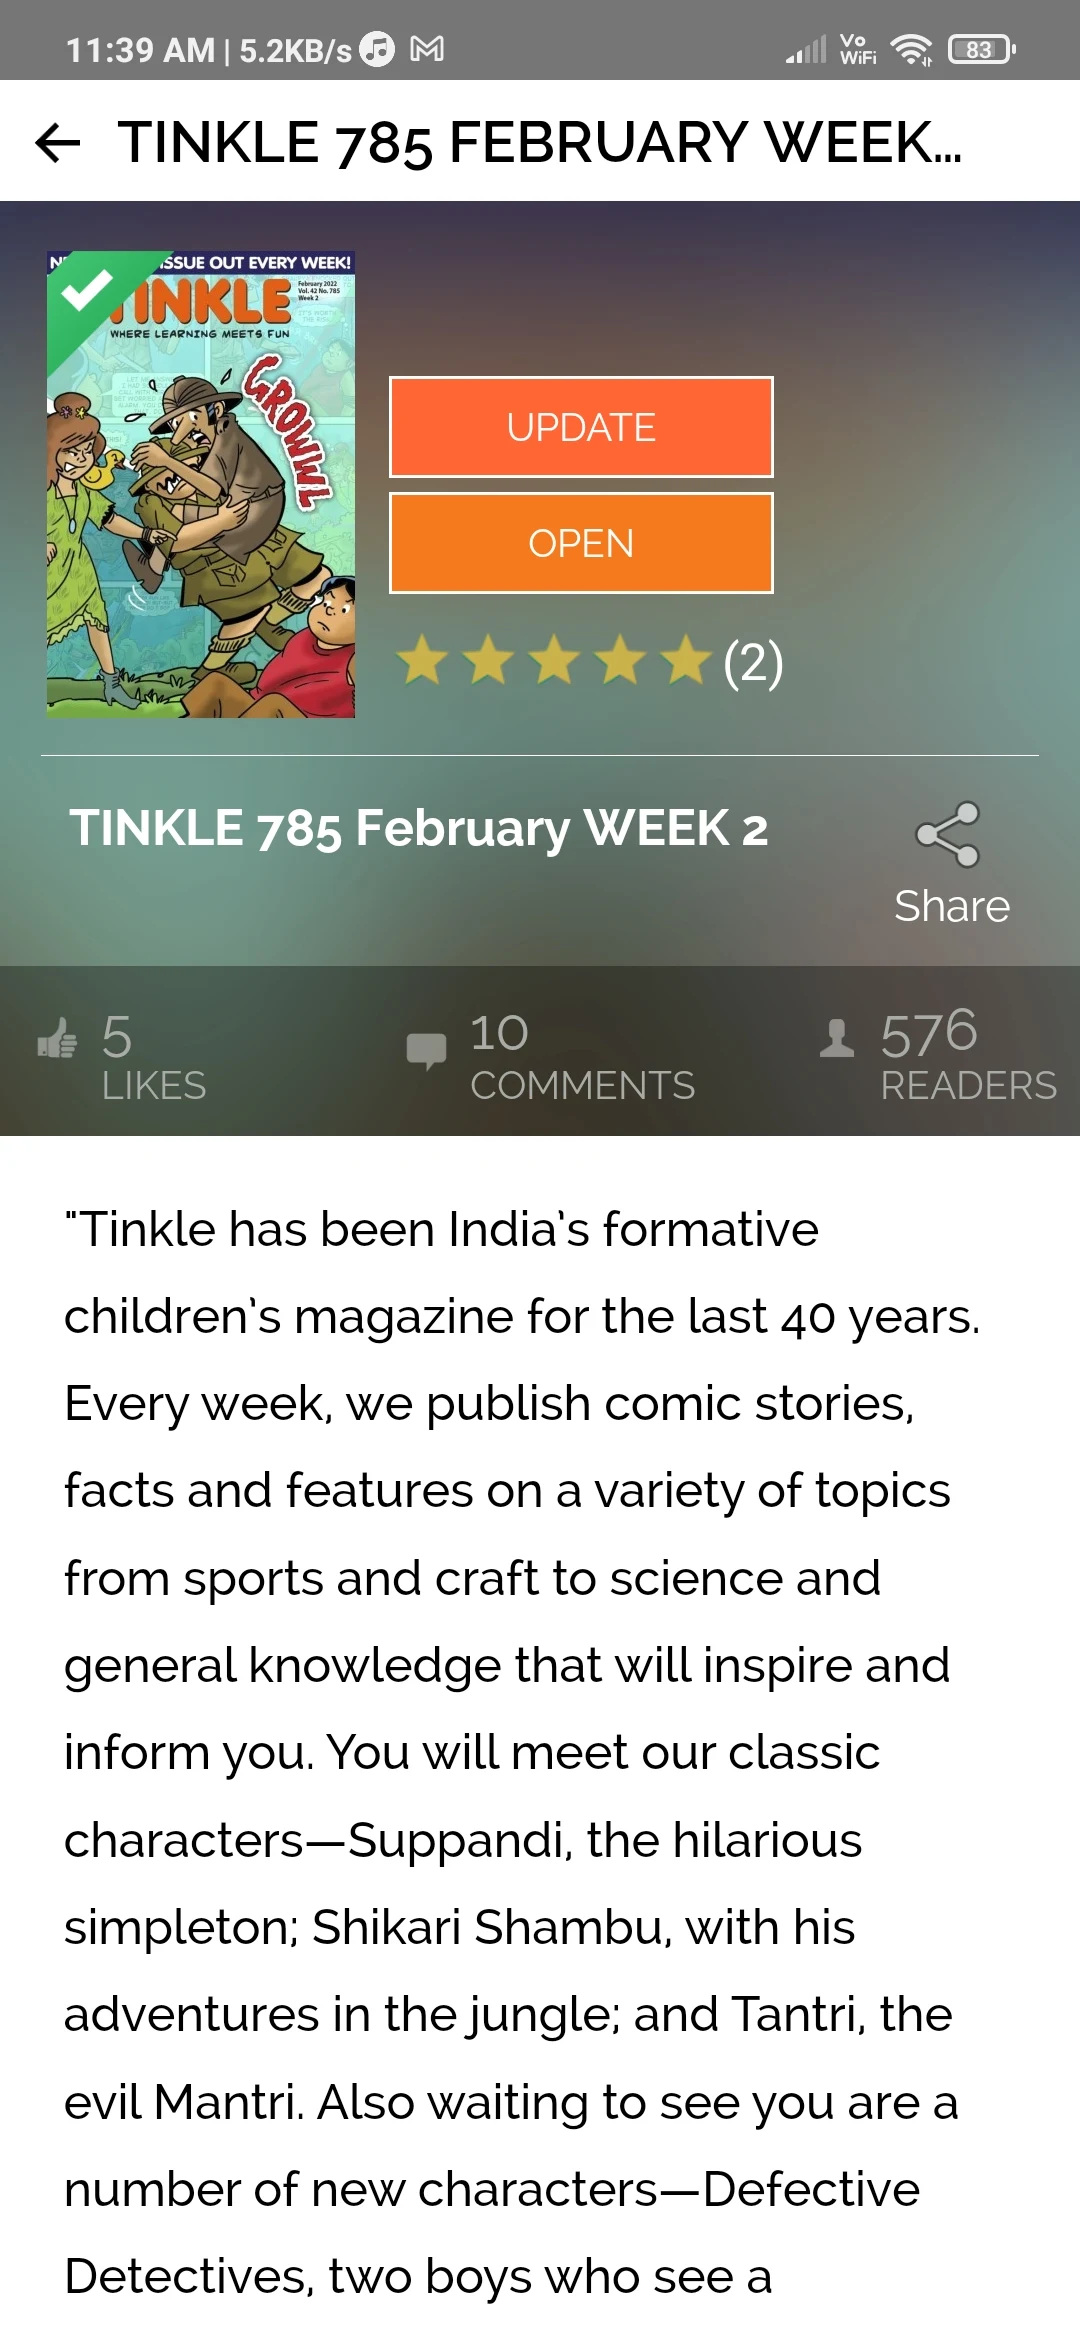 11:39 AM | 5.2KB/s
Vo
WiFi
83
TINKLE 785 FEBRUARY WEEK...
ISSUE OUT EVERY WEEK!
TINKLE
February 2022
Vol. 42 No. 785
Week 2
WHERE LEARNING MEETS FUN
GROWWL
UPDATE
OPEN
(2)
TINKLE 785 February WEEK 2
Share
5
LIKES
10
COMMENTS
576
READERS
"Tinkle has been India's formative
children's magazine for the last 40 years.
Every week, we publish comic stories,
facts and features on a variety of topics
from sports and craft to science and
general knowledge that will inspire and
inform you. You will meet our classic
characters—Suppandi, the hilarious
simpleton; Shikari Shambu, with his
adventures in the jungle; and Tantri, the
evil Mantri. Also waiting to see you are a
number of new characters—Defective
Detectives, two boys who see a